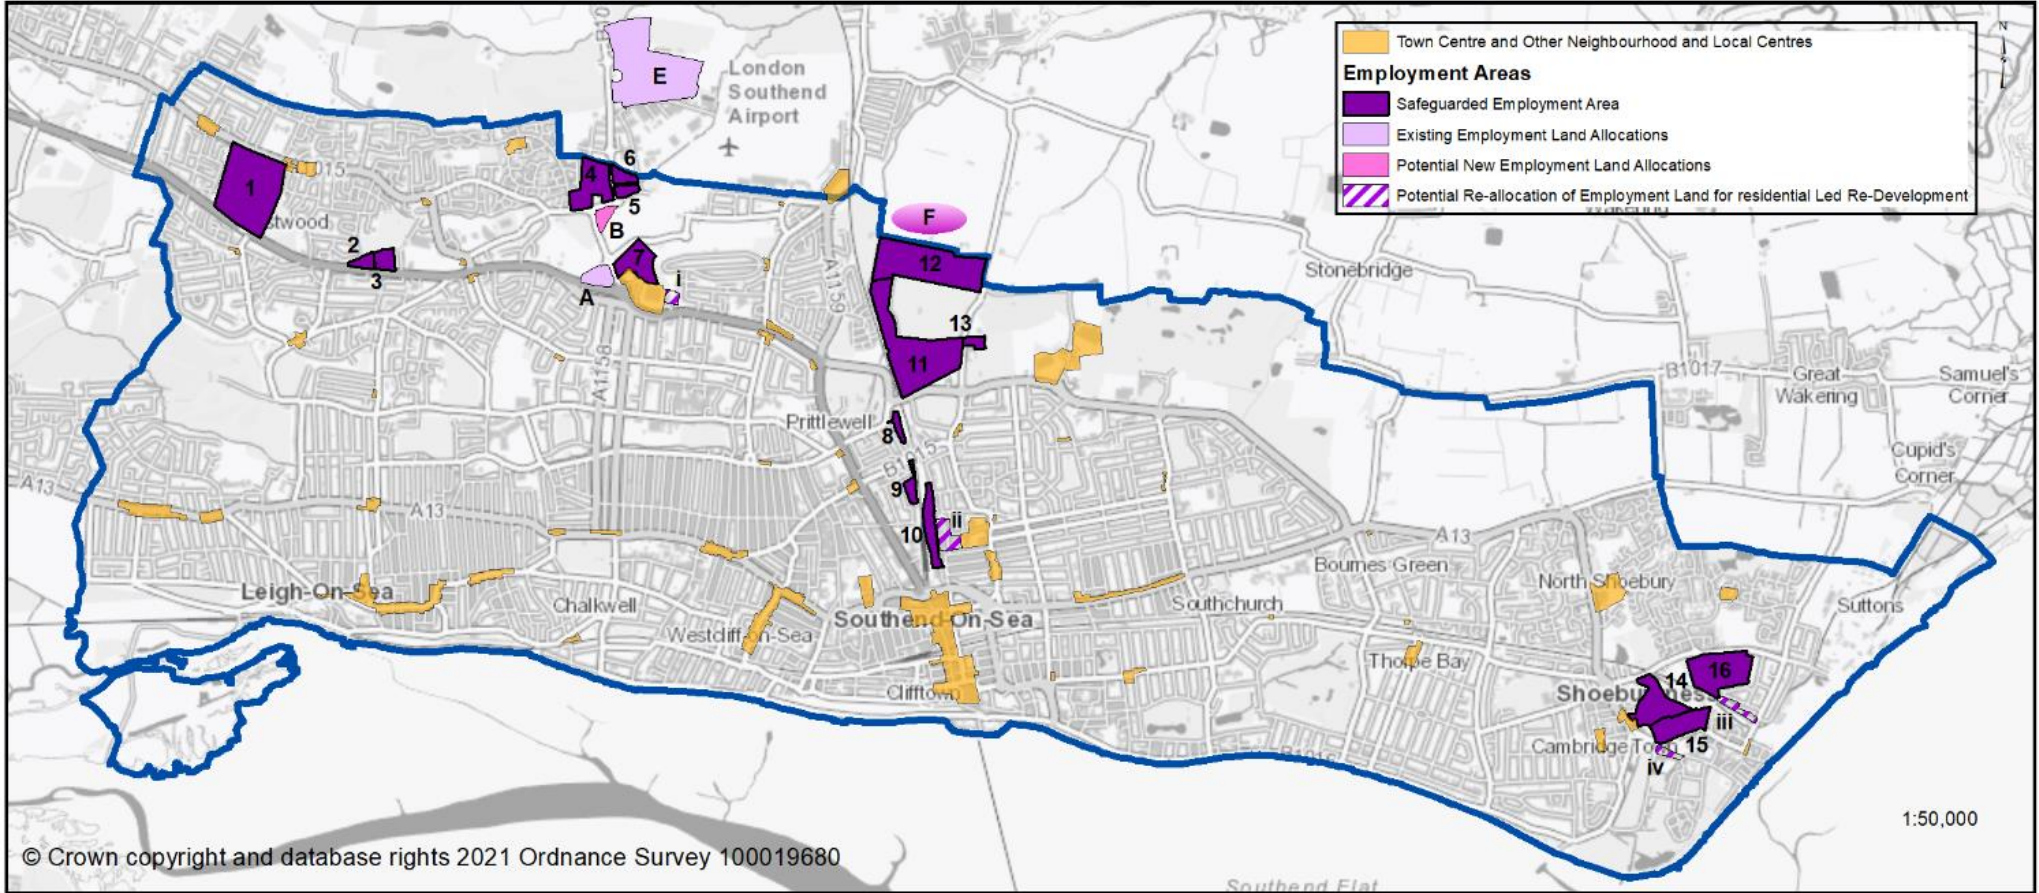 Town Centre and Other Neighbourhood and Local Centres
Employment Areas
Safeguarded Employment Area
Existing Employment Land Allocations
Potential New Employment Land Allocations
Potential Re-allocation of Employment Land for residential Led Re-Development
N
E
London
Southend
Airport
6
4
5
B
1
stwood
2
3
7
A
i
F
12
A1159
Stonebridge
13
11
A1158
B1017
Great
Wakering
Samuel's
Corner
Prittlewell
8
B1015
Cupid's
Corner
9
A13
A13
ii
10
A13
Bournes Green
North Shoebury
Leigh-On-Sea
Chalkwell
Southchurch
Suttons
Southend-On-Sea
Westcliff-on-Sea
Thorpe Bay
16
14
Clifftown
iii
15
iv
1:50,000
© Crown copyright and database rights 2021 Ordnance Survey 100019680
Southend Flat